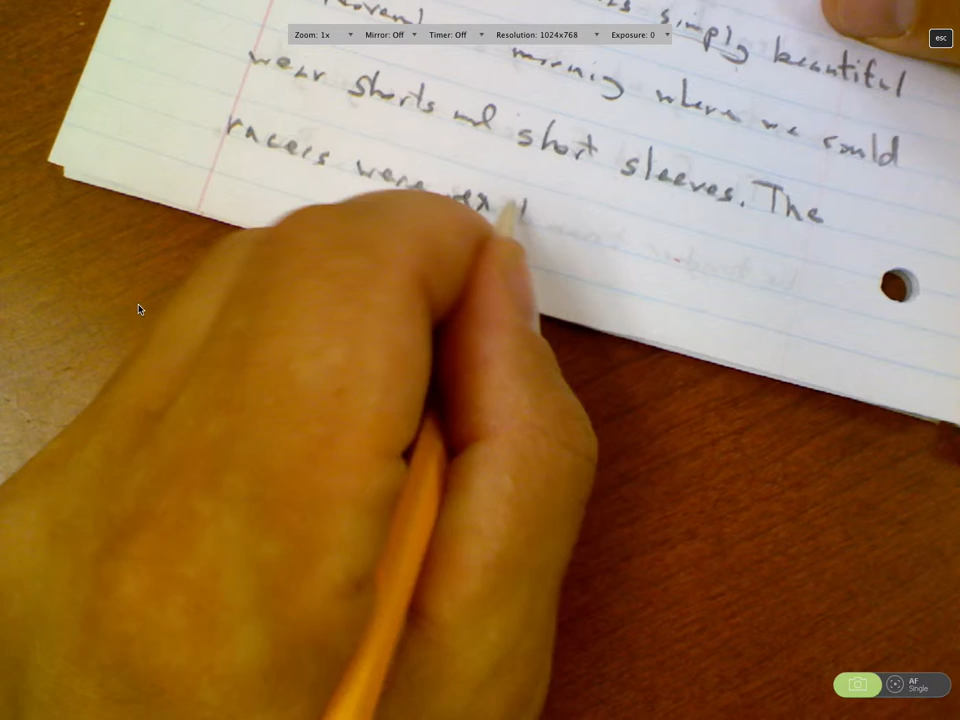 Zoom: 1x Mirror: Off Timer: Off Resolution: 1024x768 Exposure: 0
esc
simply beautiful
morning where we could
wear shorts and short sleeves. The
racers were
AF
Single